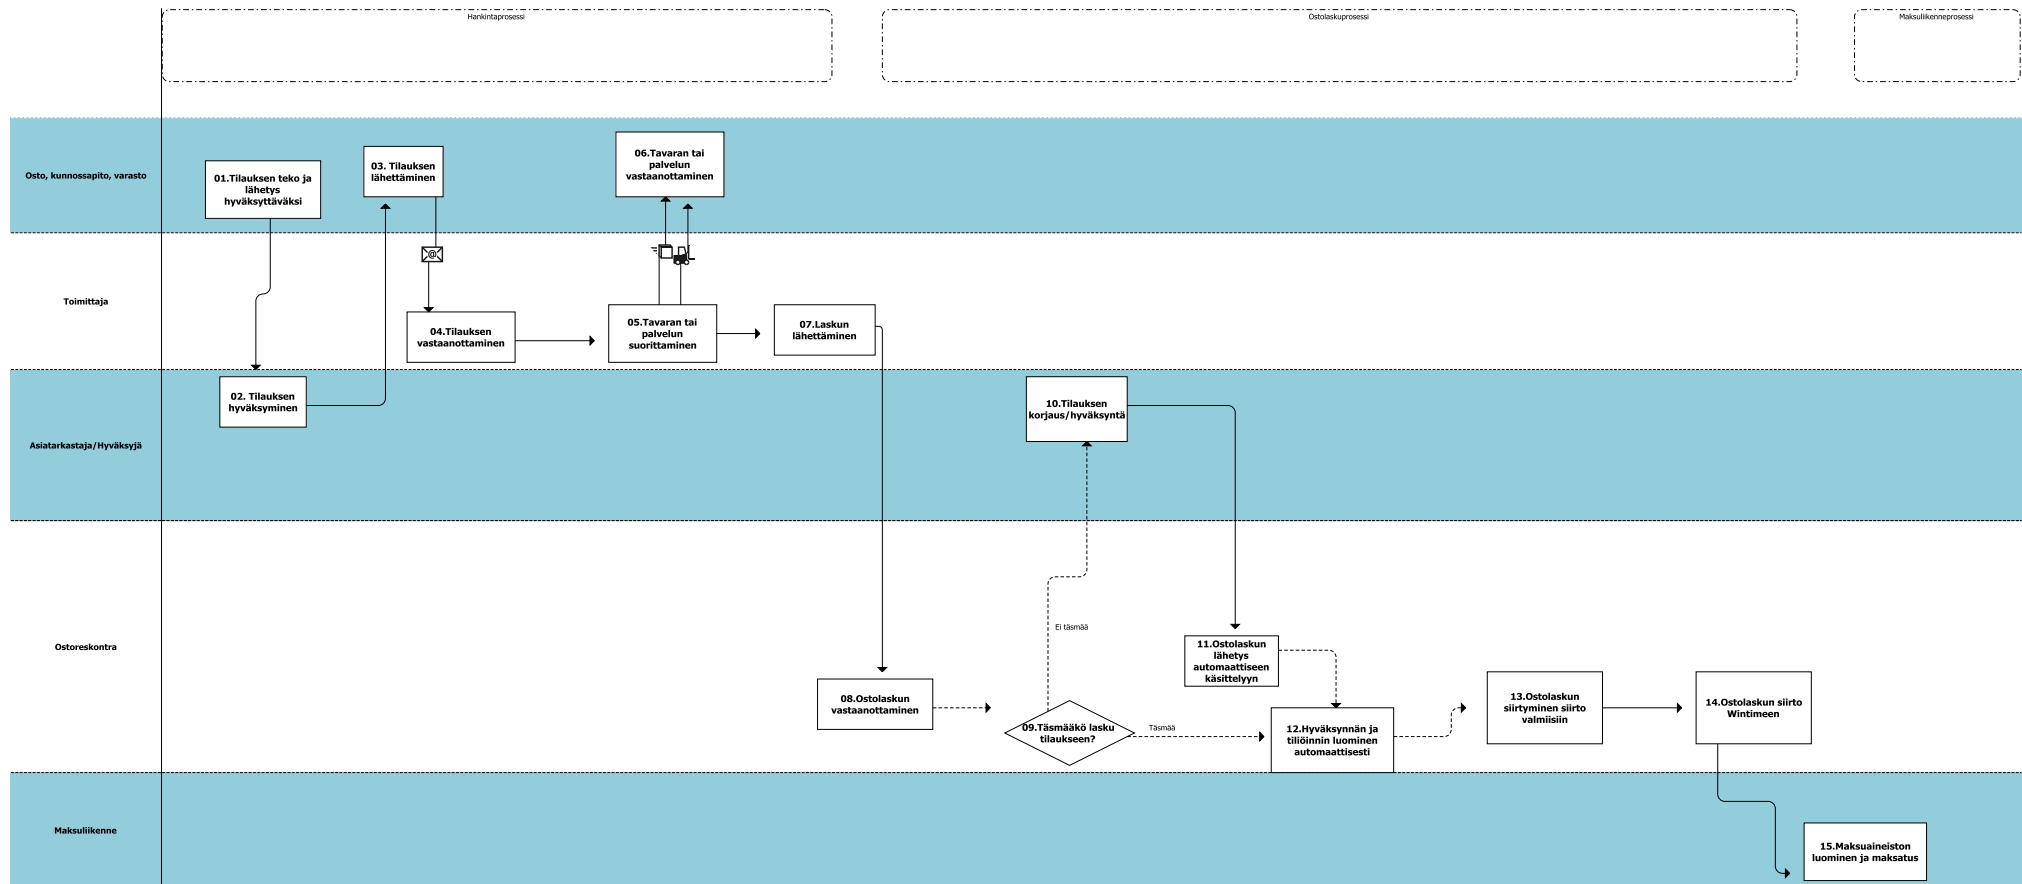 Hankintaprosessi
Ostolaskuprosessi
Maksuliikenneprosessi
Osto, kunnossapito, varasto
01.Tilauksen teko ja
lähetys
hyväksyttäväksi
03. Tilauksen
lähettäminen
06.Tavaran tai
palvelun
vastaanottaminen
Toimittaja
@
04.Tilauksen
vastaanottaminen
05.Tavaran tai
palvelun
suorittaminen
07.Laskun
lähettäminen
Asiatarkastaja/Hyväksyjä
02. Tilauksen
hyväksyminen
10.Tilauksen
korjaus/hyväksyntä
Ostoreskontra
08.Ostolaskun
vastaanottaminen
09.Täsmääkö lasku
tilaukseen?
Ei täsmää
Täsmää
11.Ostolaskun
lähetys
automaattiseen
käsittelyyn
12.Hyväksynnän ja
tiliöinnin luominen
automaattisesti
13.Ostolaskun
siirtyminen siirto
valmiisiin
14.Ostolaskun siirto
Wintimeen
Maksuliikenne
15.Maksuaineiston
luominen ja maksatus